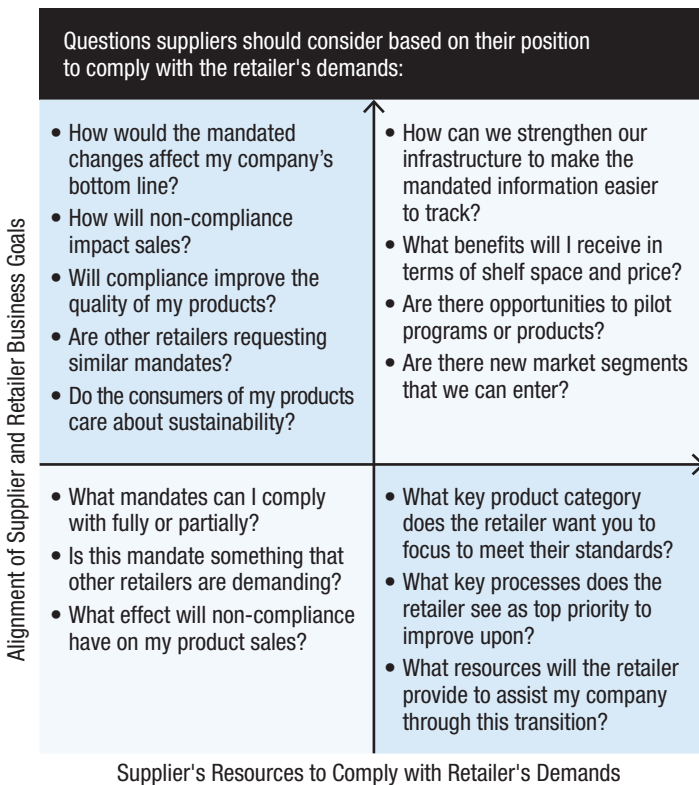 Questions suppliers should consider based on their position
to comply with the retailer's demands:
• How would the mandated
changes affect my company’s
bottom line?
• How will non-compliance
impact sales?
• Will compliance improve the
quality of my products?
• Are other retailers requesting
similar mandates?
• Do the consumers of my products
care about sustainability?
• How can we strengthen our
infrastructure to make the
mandated information easier
to track?
• What benefits will I receive in
terms of shelf space and price?
• Are there opportunities to pilot
programs or products?
• Are there new market segments
that we can enter?
• What mandates can I comply
with fully or partially?
• Is this mandate something that
other retailers are demanding?
• What effect will non-compliance
have on my product sales?
• What key product category
does the retailer want you to
focus to meet their standards?
• What key processes does the
retailer see as top priority to
improve upon?
• What resources will the retailer
provide to assist my company
through this transition?
Alignment of Supplier and Retailer Business Goals
Supplier's Resources to Comply with Retailer's Demands